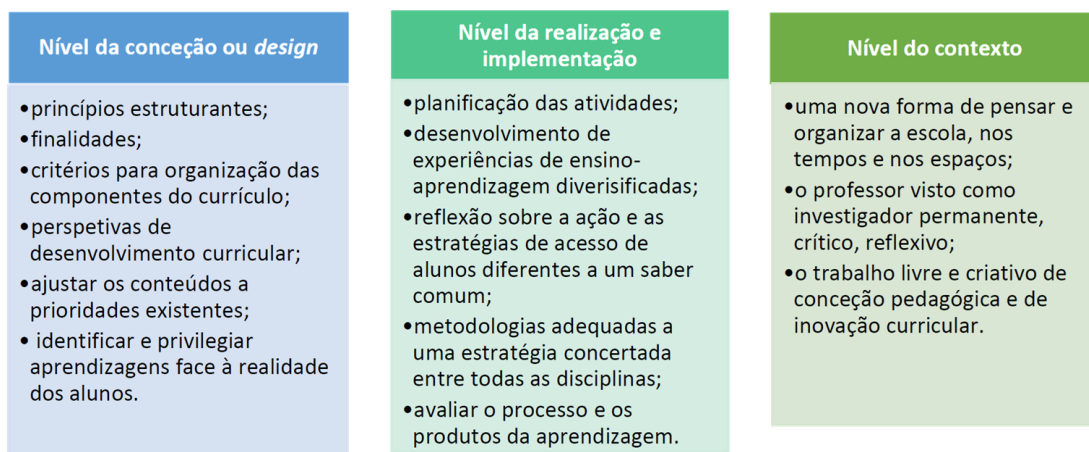 Nível da conceção ou design
•princípios estruturantes;
•finalidades;
•critérios para organização das
componentes do currículo;
•perspetivas de
desenvolvimento curricular;
•ajustar os conteúdos a
prioridades existentes;
• identificar e privilegiar
aprendizagens face à realidade
dos alunos.
Nível da realização e
implementação
•planificação das atividades;
•desenvolvimento de
experiências de ensino-
aprendizagem diverisificadas;
•reflexão sobre a ação e as
estratégias de acesso de
alunos diferentes a um saber
comum;
•metodologias adequadas a
uma estratégia concertada
entre todas as disciplinas;
•avaliar o processo e os
produtos da aprendizagem.
Nível do contexto
•uma nova forma de pensar e
organizar a escola, nos
tempos e nos espaços;
•o professor visto como
investigador permanente,
crítico, reflexivo;
•o trabalho livre e criativo de
conceção pedagógica e de
inovação curricular.